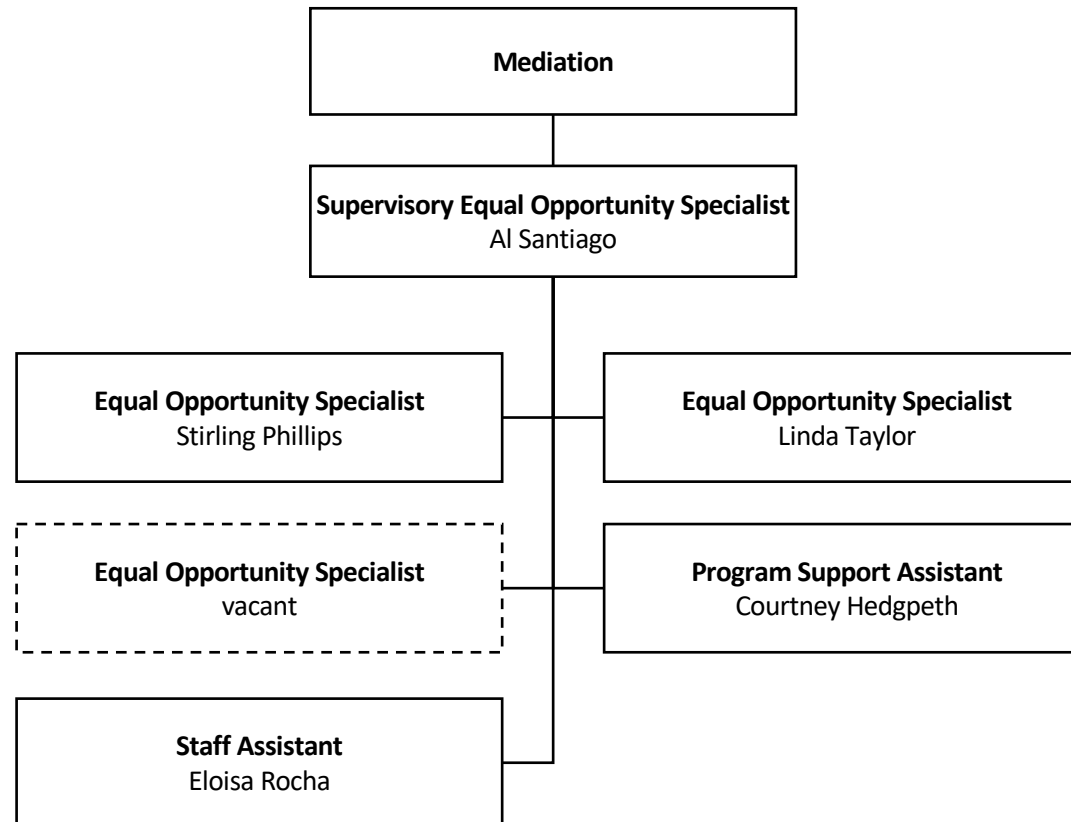 Mediation
Supervisory Equal Opportunity Specialist
Al Santiago
Equal Opportunity Specialist
Stirling Phillips
Equal Opportunity Specialist
Linda Taylor
Equal Opportunity Specialist
vacant
Program Support Assistant
Courtney Hedgpeth
Staff Assistant
Eloisa Rocha